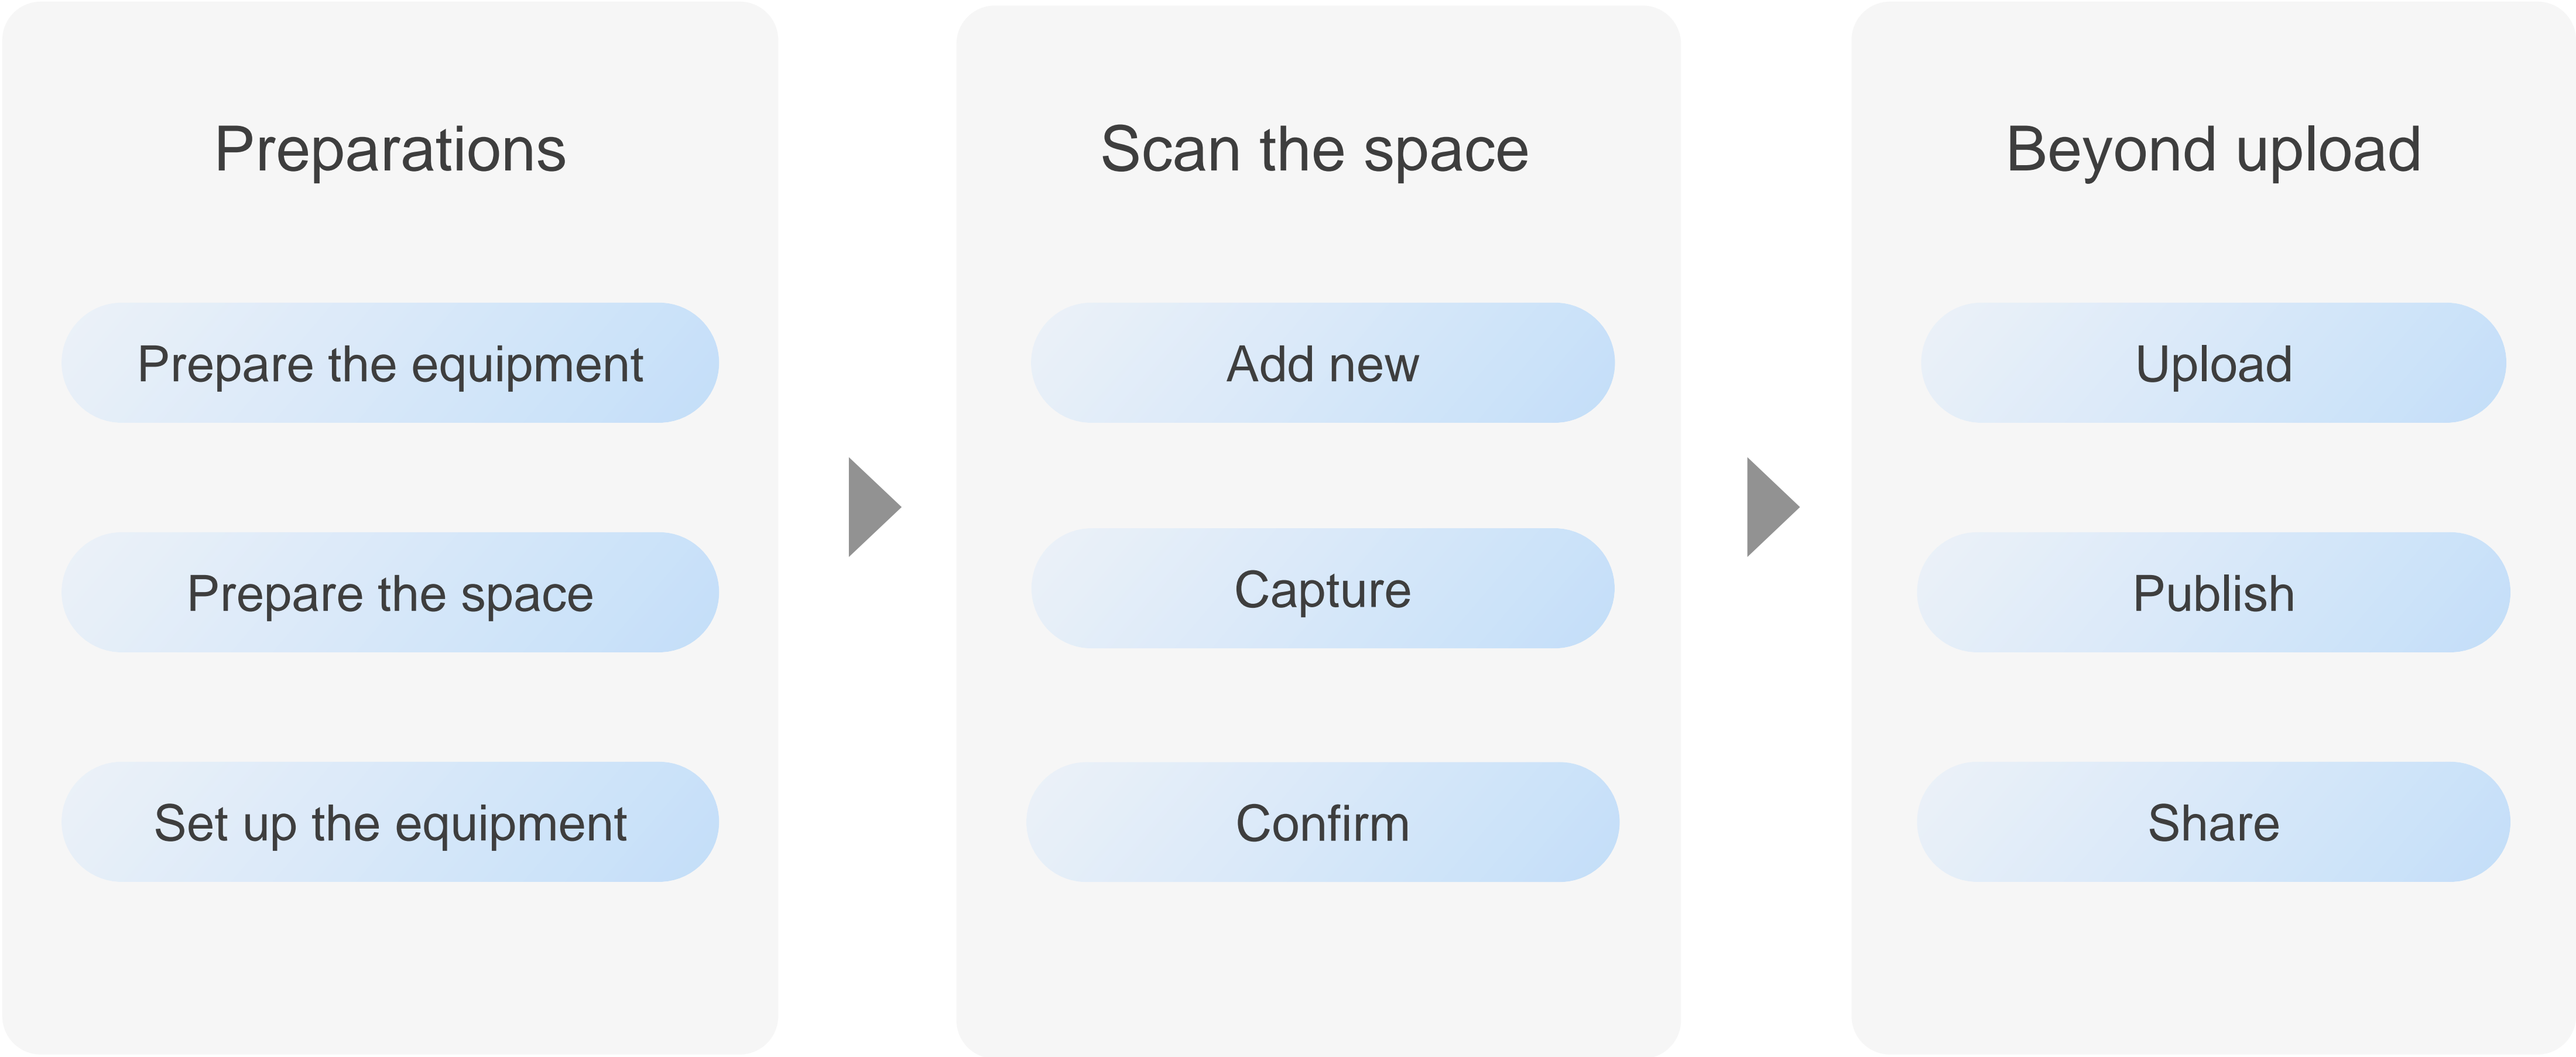 Preparations
Prepare the equipment
Prepare the space
Set up the equipment
Scan the space
Add new
Capture
Confirm
Beyond upload
Upload
Publish
Share